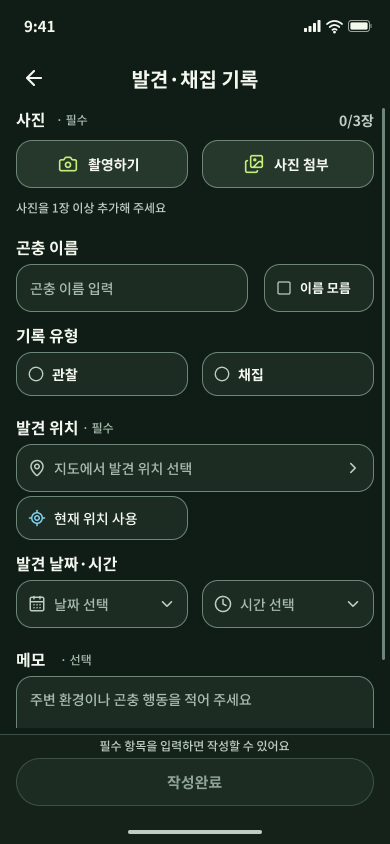 9:41
발견·채집 기록
사진 · 필수 0/3장
촬영하기 사진 첨부
사진을 1장 이상 추가해 주세요
곤충 이름
곤충 이름 입력 이름 모름
기록 유형
관찰 채집
발견 위치 · 필수
지도에서 발견 위치 선택
현재 위치 사용
발견 날짜·시간
날짜 선택 시간 선택
메모 · 선택
주변 환경이나 곤충 행동을 적어 주세요
필수 항목을 입력하면 작성할 수 있어요
작성완료